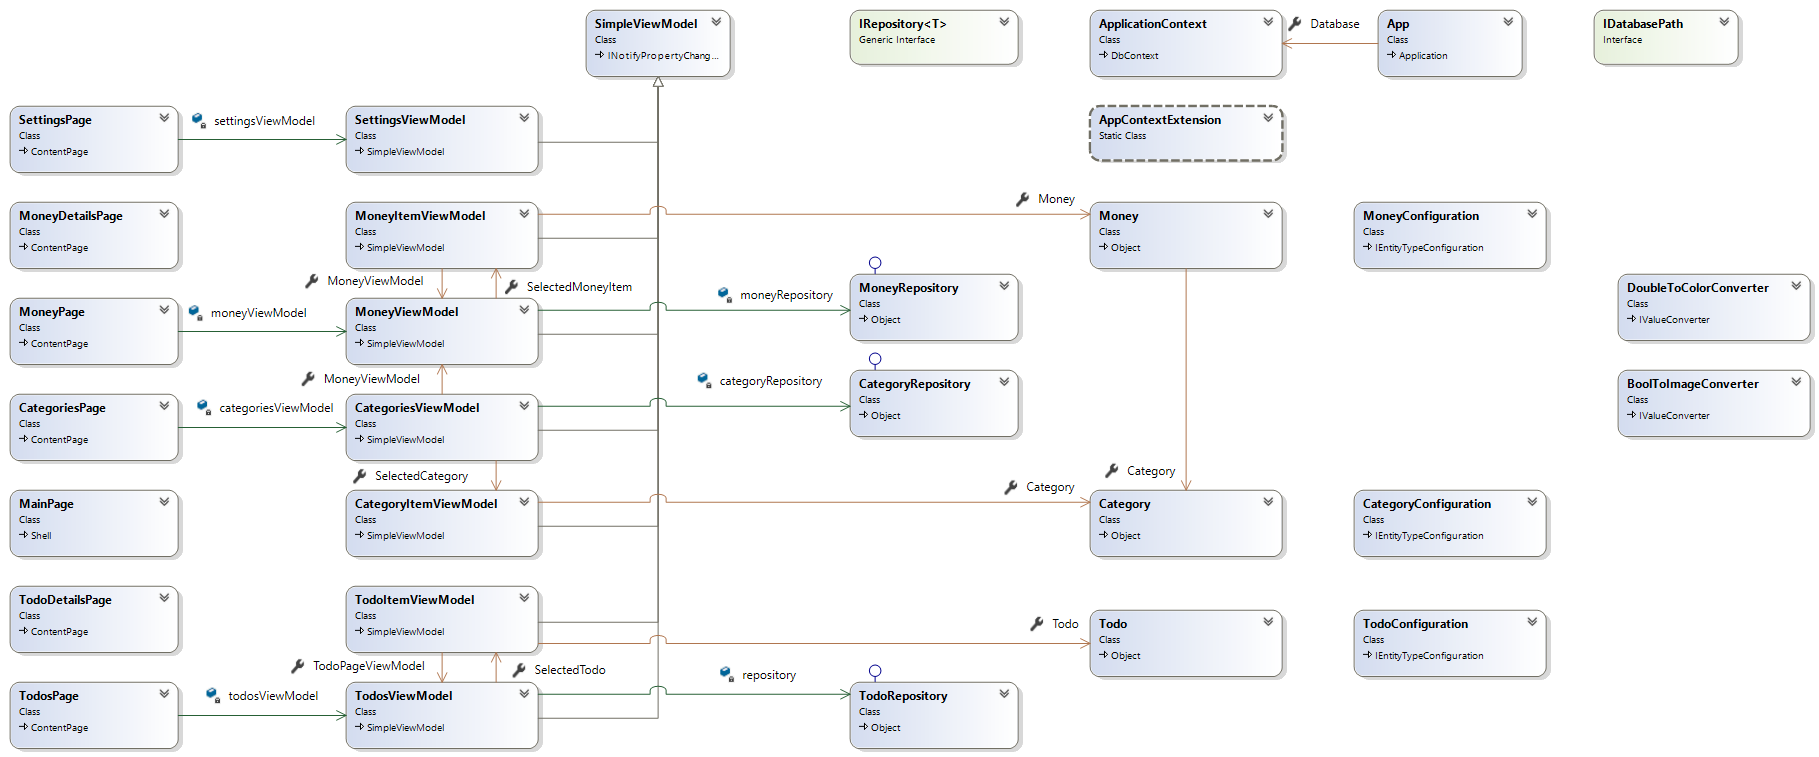 SimpleViewModel
Class
INotifyPropertyChang...
IRepository<T>
Generic Interface
ApplicationContext
Class
DbContext
Database
App
Class
Application
IDatabasePath
Interface
SettingsPage
Class
ContentPage
settingsViewModel
SettingsViewModel
Class
SimpleViewModel
AppContextExtension
Static Class
MoneyDetailsPage
Class
ContentPage
MoneyItemViewModel
Class
SimpleViewModel
Money
Money
Class
Object
MoneyConfiguration
Class
IEntityTypeConfiguration
MoneyViewModel
SelectedMoneyItem
MoneyPage
Class
ContentPage
moneyViewModel
MoneyViewModel
Class
SimpleViewModel
moneyRepository
MoneyRepository
Class
Object
DoubleToColorConverter
Class
IValueConverter
MoneyViewModel
CategoriesPage
Class
ContentPage
categoriesViewModel
CategoriesViewModel
Class
SimpleViewModel
categoryRepository
CategoryRepository
Class
Object
BoolToImageConverter
Class
IValueConverter
SelectedCategory
Category
Category
MainPage
Class
Shell
CategoryItemViewModel
Class
SimpleViewModel
Category
Class
Object
CategoryConfiguration
Class
IEntityTypeConfiguration
TodoDetailsPage
Class
ContentPage
TodoItemViewModel
Class
SimpleViewModel
Todo
Todo
Class
Object
TodoConfiguration
Class
IEntityTypeConfiguration
TodoPageViewModel
SelectedTodo
TodosPage
Class
ContentPage
todosViewModel
TodosViewModel
Class
SimpleViewModel
repository
TodoRepository
Class
Object